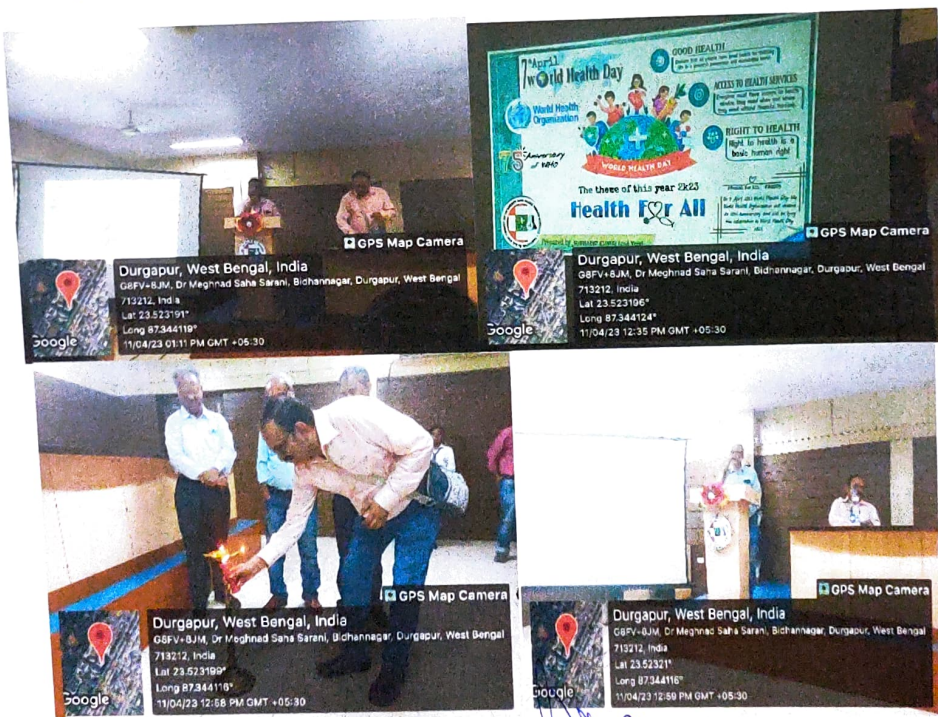 GPS Map Camera
Durgapur, West Bengal, India
G8FV+8JM, Dr Meghnad Saha Sarani, Bidhannagar, Durgapur, West Bengal
713212, India
Lat 23.523191°
Long 87.344119°
11/04/23 01:11 PM GMT +05:30
Google
7th April
World Health Day
World Health
Organization
75th Anniversary
of WHO
GOOD HEALTH
ACCESS TO HEALTH SERVICES
RIGHT TO HEALTH
Right to health is a
basic human right
WORLD HEALTH DAY
The theme of this year 2k23
Health For All
GPS Map Camera
Durgapur, West Bengal, India
G8FV+8JM, Dr Meghnad Saha Sarani, Bidhannagar, Durgapur, West Bengal
713212, India
Lat 23.523196°
Long 87.344124°
11/04/23 12:35 PM GMT +05:30
Google
GPS Map Camera
Durgapur, West Bengal, India
G8FV+8JM, Dr Meghnad Saha Sarani, Bidhannagar, Durgapur, West Bengal
713212, India
Lat 23.523199°
Long 87.344116°
11/04/23 12:58 PM GMT +05:30
Google
GPS Map Camera
Durgapur, West Bengal, India
G8FV+8JM, Dr Meghnad Saha Sarani, Bidhannagar, Durgapur, West Bengal
713212, India
Lat 23.52321°
Long 87.344116°
11/04/23 12:59 PM GMT +05:30
Google